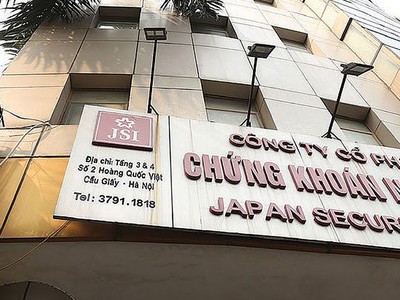 JSI
Địa chỉ: Tầng 3 & 4
Số 2 Hoàng Quốc Việt
Cầu Giấy - Hà Nội
Tel: 3791.1818
CÔNG TY CỔ PH
CHỨNG KHOÁN
JAPAN SECUR